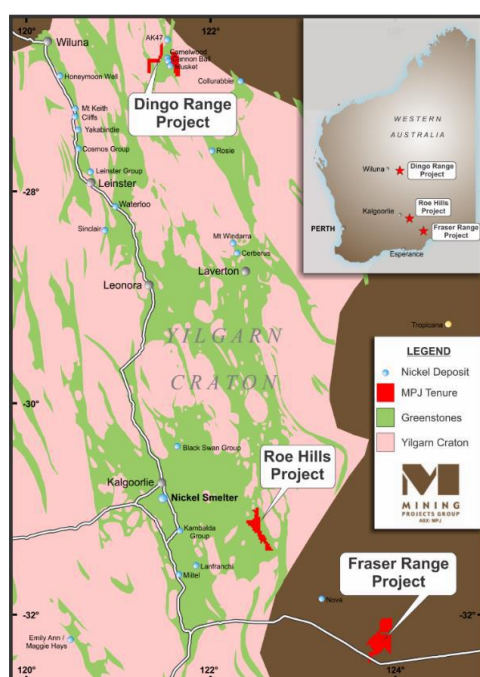 120°
122°
Wiluna
AK47
Camelwood
Cannon Ball
Musket
Honeymoon Well
Collurabbie
Dingo Range
Project
Mt Keith
Cliffs
Yakabindie
Cosmos Group
Rosie
-28°
Leinster Group
Leinster
Waterloo
Sinclair
Mt Windarra
Cerberus
Laverton
Leonora
YILGARN
CRATON
Tropicana
-30°
Black Swan Group
Kalgoorlie
Nickel Smelter
Roe Hills
Project
Kambalda
Group
Lanfranchi
Miitel
Fraser Range
Project
-32°
-32°
Nova
Emily Ann /
Maggie Hays
120°
122°
124°
WESTERN
AUSTRALIA
Wiluna
Dingo Range
Project
Kalgoorlie
Roe Hills
Project
PERTH
Fraser Range
Project
Esperance
LEGEND
Nickel Deposit
MPJ Tenure
Greenstones
Yilgarn Craton
M
MINING
PROJECTS GROUP
ASX:MPJ